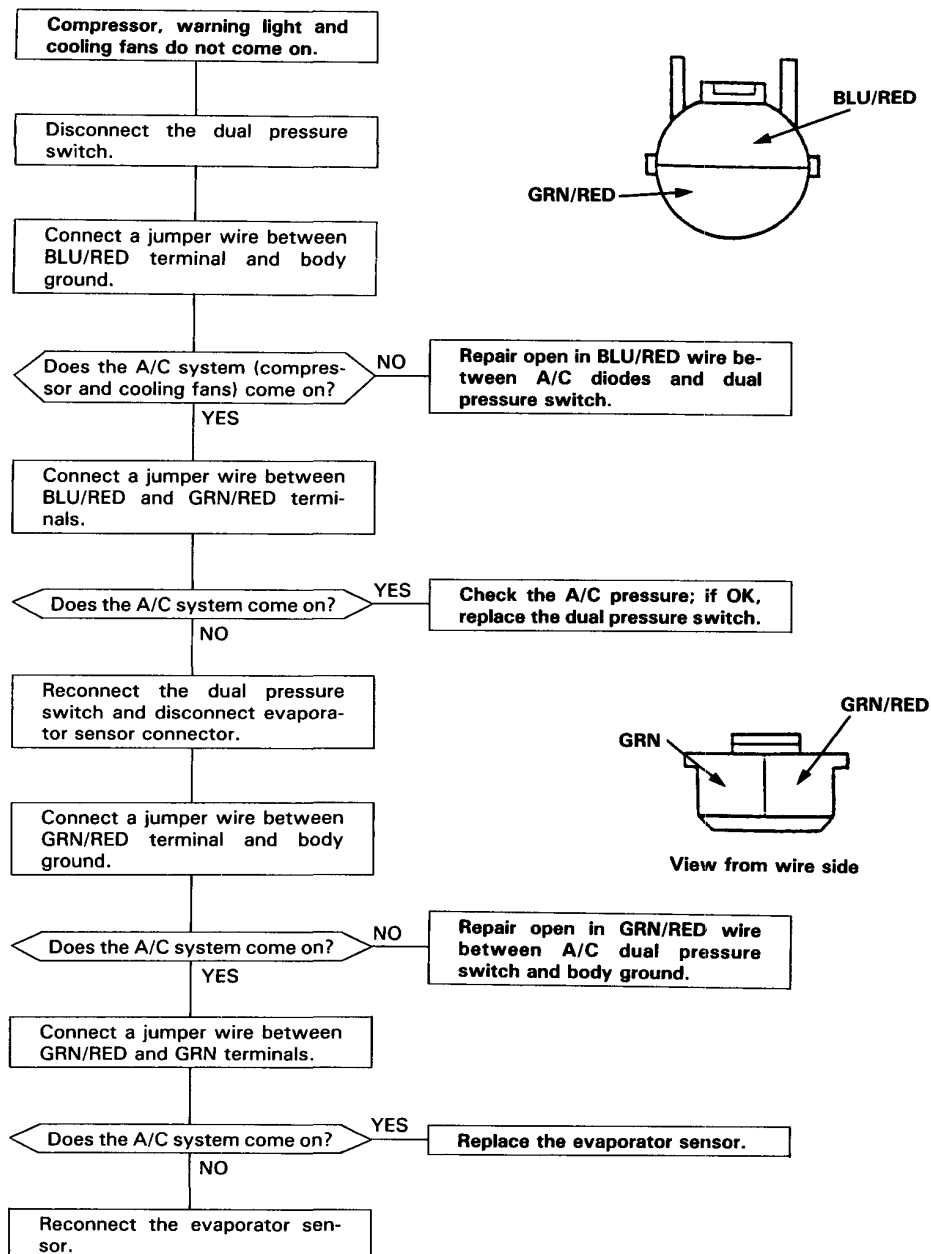 Compressor, warning light and
cooling fans do not come on.
Disconnect the dual pressure
switch.
Connect a jumper wire between
BLU/RED terminal and body
ground.
Does the A/C system (compres-
sor and cooling fans) come on?
NO
Repair open in BLU/RED wire be-
tween A/C diodes and dual
pressure switch.
YES
Connect a jumper wire between
BLU/RED and GRN/RED termi-
nals.
Does the A/C system come on?
YES
Check the A/C pressure; if OK,
replace the dual pressure switch.
NO
Reconnect the dual pressure
switch and disconnect evapora-
tor sensor connector.
Connect a jumper wire between
GRN/RED terminal and body
ground.
Does the A/C system come on?
NO
Repair open in GRN/RED wire
between A/C dual pressure
switch and body ground.
YES
Connect a jumper wire between
GRN/RED and GRN terminals.
Does the A/C system come on?
YES
Replace the evaporator sensor.
NO
Reconnect the evaporator sen-
sor.
BLU/RED
GRN/RED
GRN/RED
GRN
View from wire side